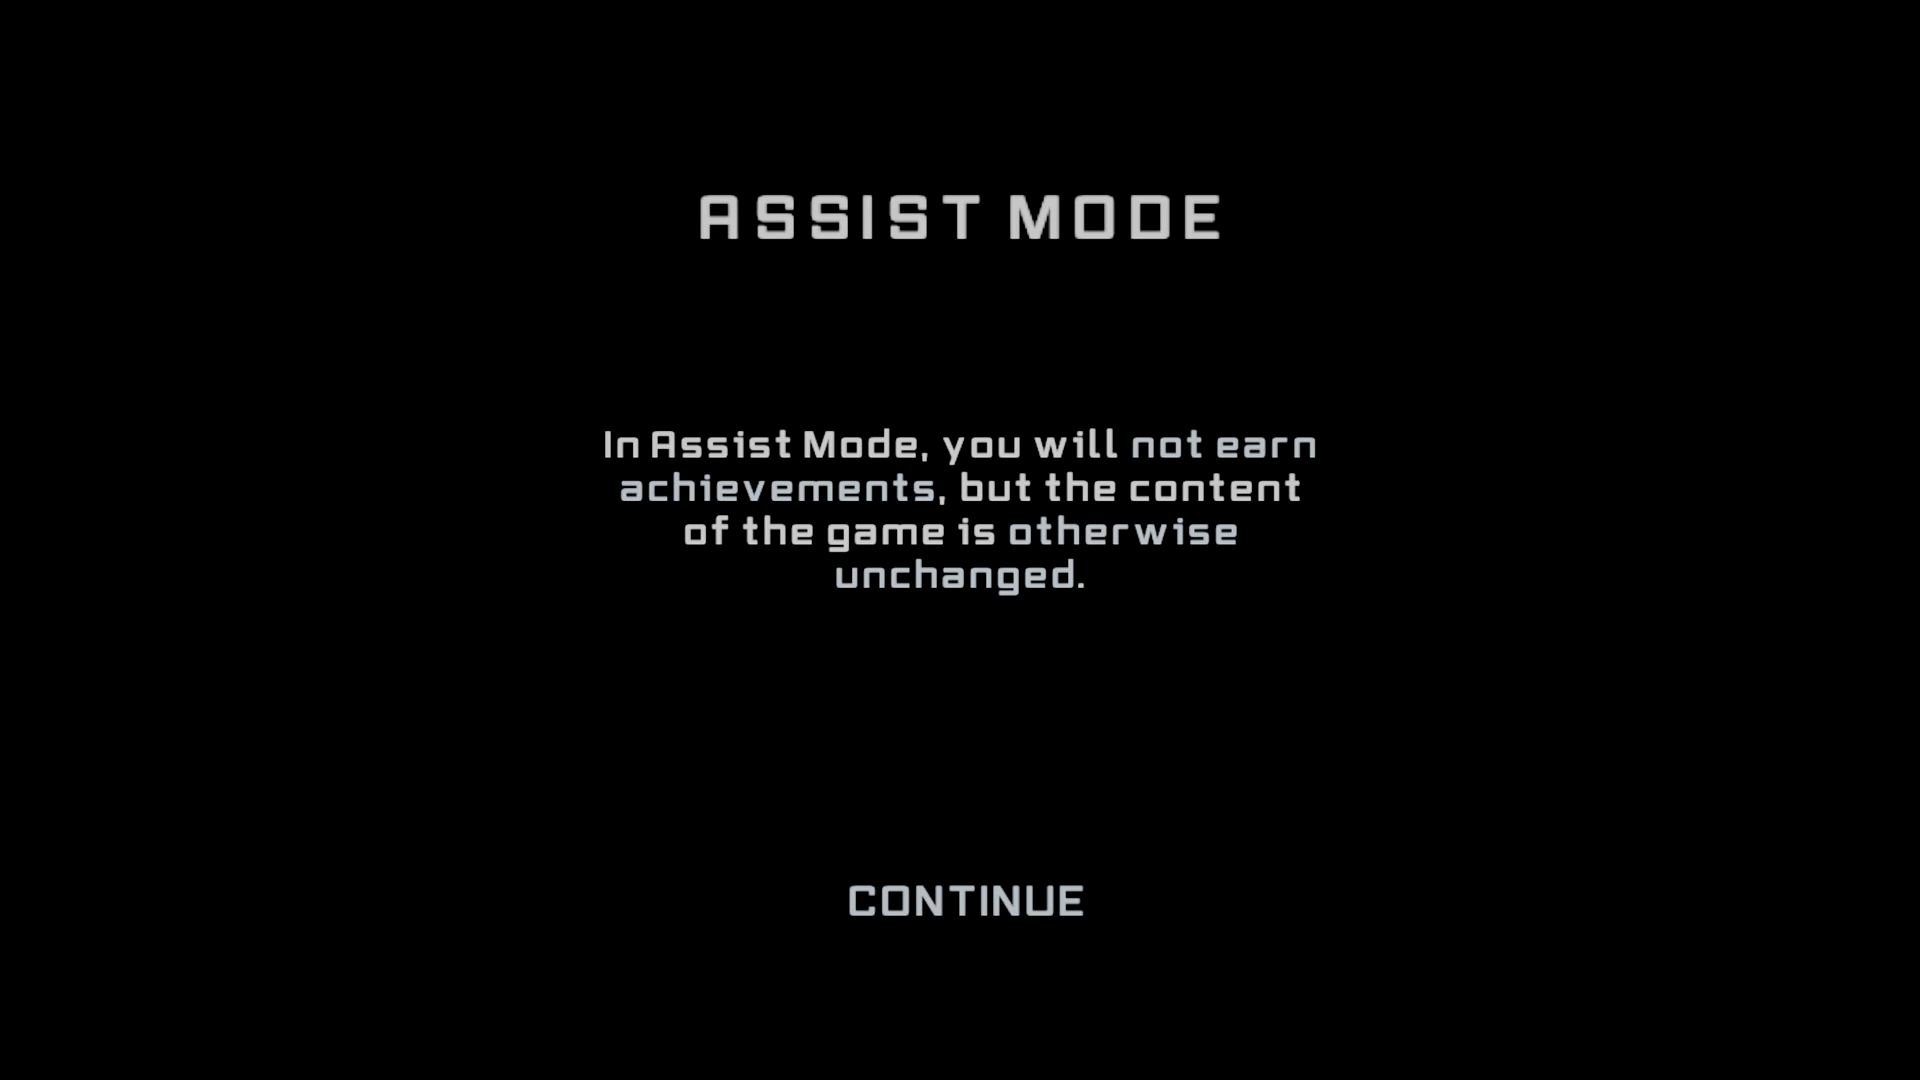 ASSIST MODE
In Assist Mode, you will not earn
achievements, but the content
of the game is otherwise
unchanged.
CONTINUE